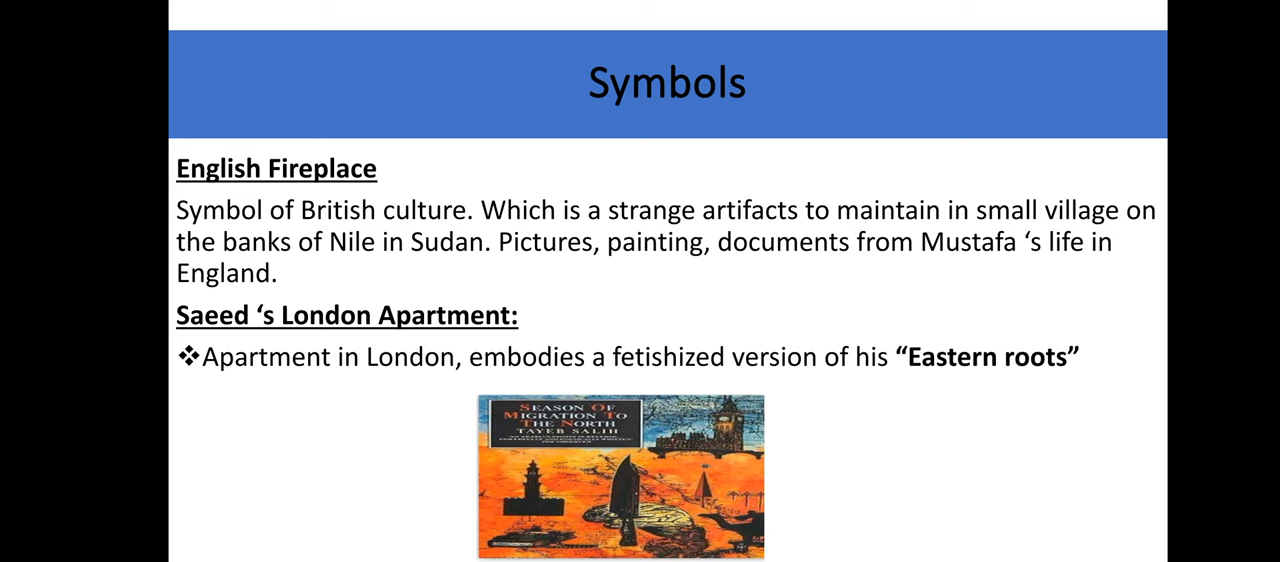 Symbols
English Fireplace
Symbol of British culture. Which is a strange artifacts to maintain in small village on
the banks of Nile in Sudan. Pictures, painting, documents from Mustafa ‘s life in
England.
Saeed ‘s London Apartment:
❖Apartment in London, embodies a fetishized version of his “Eastern roots”
SEASON OF
MIGRATION TO
THE NORTH
TAYEB SALIH